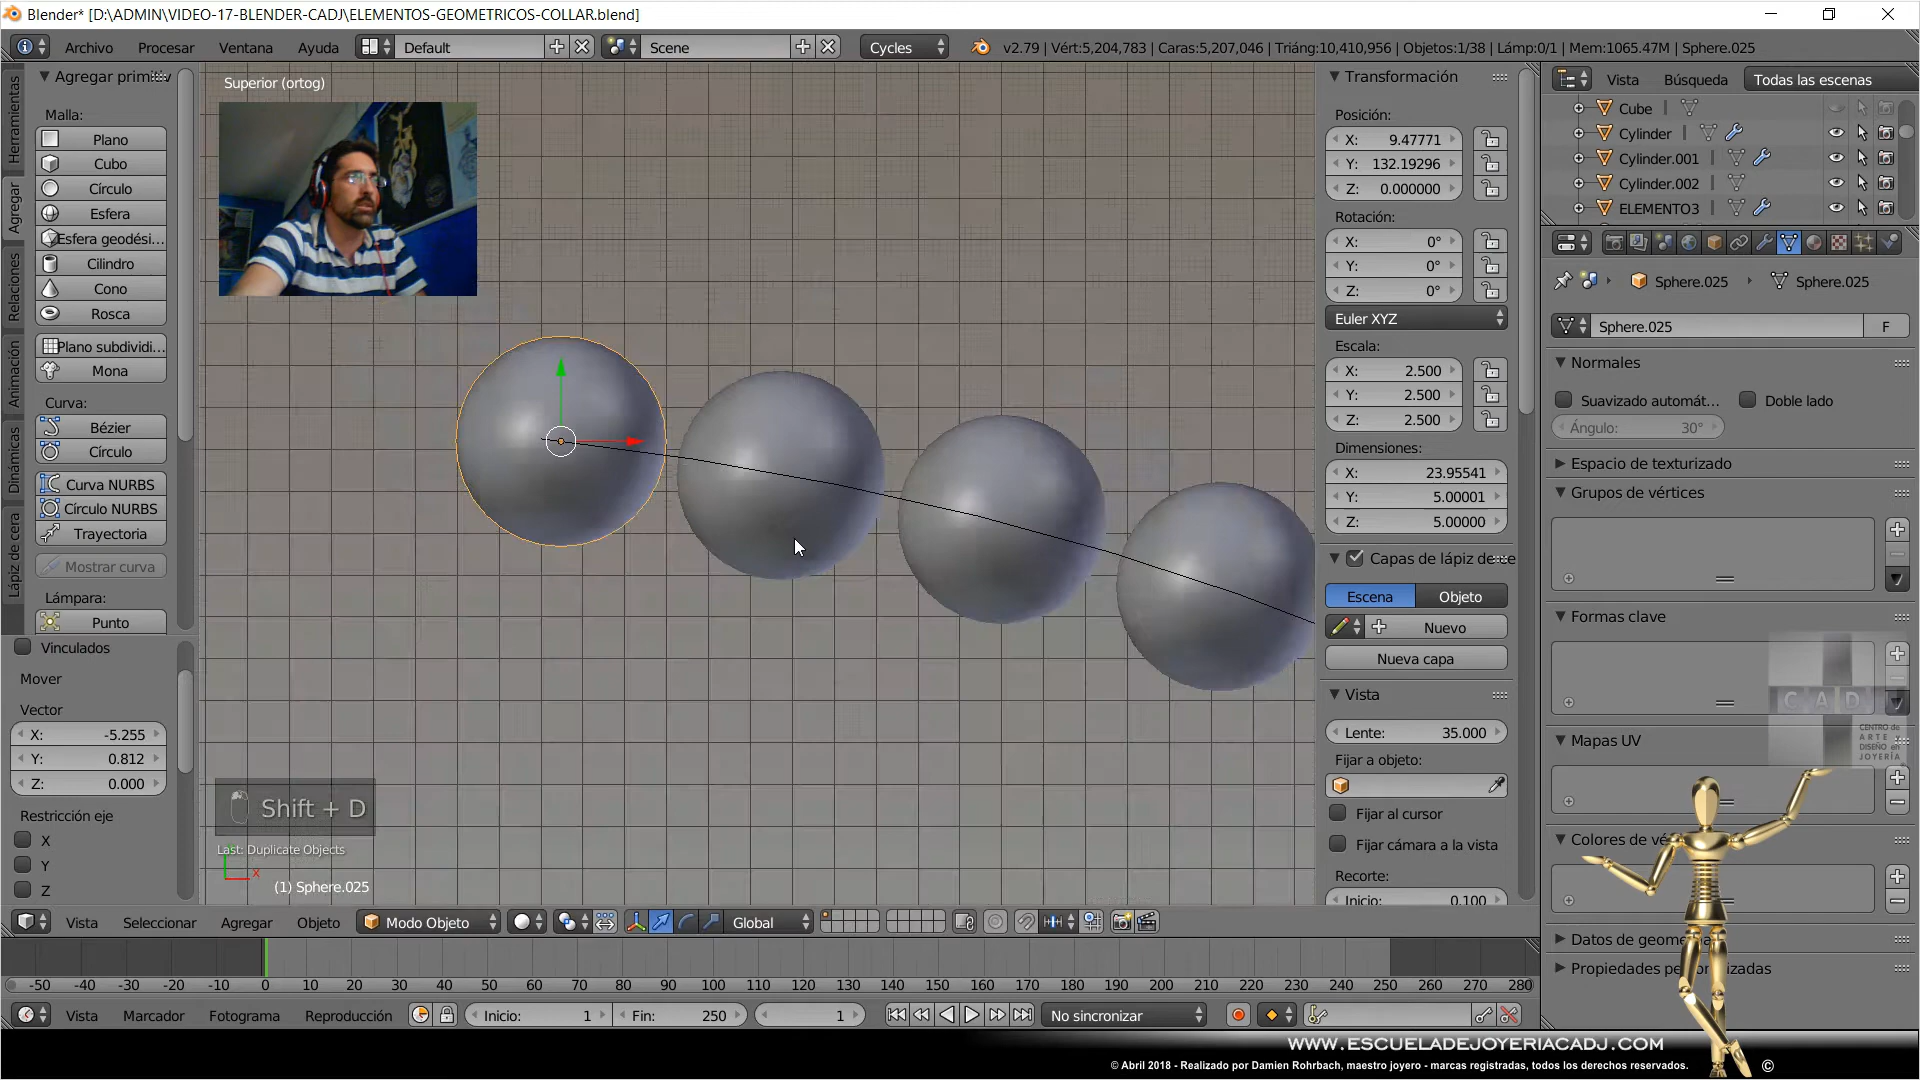 Blender* [D:\ADMIN\VIDEO-17-BLENDER-CADJ\ELEMENTOS-GEOMETRICOS-COLLAR.blend]
Archivo Procesar Ventana Ayuda Default Scene Cycles v2.79 | Vért:5,204,783 | Caras:5,207,046 | Triáng:10,410,956 | Objetos:1/38 | Lámp:0/1 | Mem:1065.47M | Sphere.025
Herramientas
Agregar
Relaciones
Animación
Dinámicas
Lápiz de cera
Malla:
Plano
Cubo
Círculo
Esfera
Esfera geodési...
Cilindro
Cono
Rosca
Plano subdividi...
Mona
Curva:
Bézier
Círculo
Curva NURBS
Círculo NURBS
Trayectoria
Mostrar curva
Lámpara:
Punto
Vinculados
Mover
Vector
X: -5.255
Y: 0.812
Z: 0.000
Restricción eje
X
Y
Z
Superior (ortog)
Shift + D
Last: Duplicate Objects
x
(1) Sphere.025
Transformación
Posición:
X: 9.47771
Y: 132.19296
Z: 0.000000
Rotación:
X: 0°
Y: 0°
Z: 0°
Euler XYZ
Escala:
X: 2.500
Y: 2.500
Z: 2.500
Dimensiones:
X: 23.95541
Y: 5.00001
Z: 5.00000
Escena Objeto
Nuevo
Nueva capa
Vista
Lente: 35.000
Fijar a objeto:
Fijar al cursor
Fijar cámara a la vista
Recorte:
Inicio: 0.100
Vista Búsqueda Todas las escenas
Cube
Cylinder
Cylinder.001
Cylinder.002
ELEMENTO3
Sphere.025 Sphere.025
Sphere.025 F
Normales
Suavizado automát... Doble lado
Ángulo: 30°
Espacio de texturizado
Grupos de vértices
Formas clave
CAD
CENTRO de
ARTE
DISEÑO en
JOYERÍA
Mapas UV
Vista Seleccionar Agregar Objeto Modo Objeto Global
-50 -40 -30 -20 -10 0 10 20 30 40 50 60 70 80 90 100 110 120 130 140 150 160 170 180 190 200 210 220 230 240 250 260 270 280
Vista Marcador Fotograma Reproducción Inicio: 1 Fin: 250 1 No sincronizar
WWW.ESCUELADEJOYERIACADJ.COM
© Abril 2018 - Realizado por Damien Rohrbach, maestro joyero - marcas registradas, todos los derechos reservados. ©